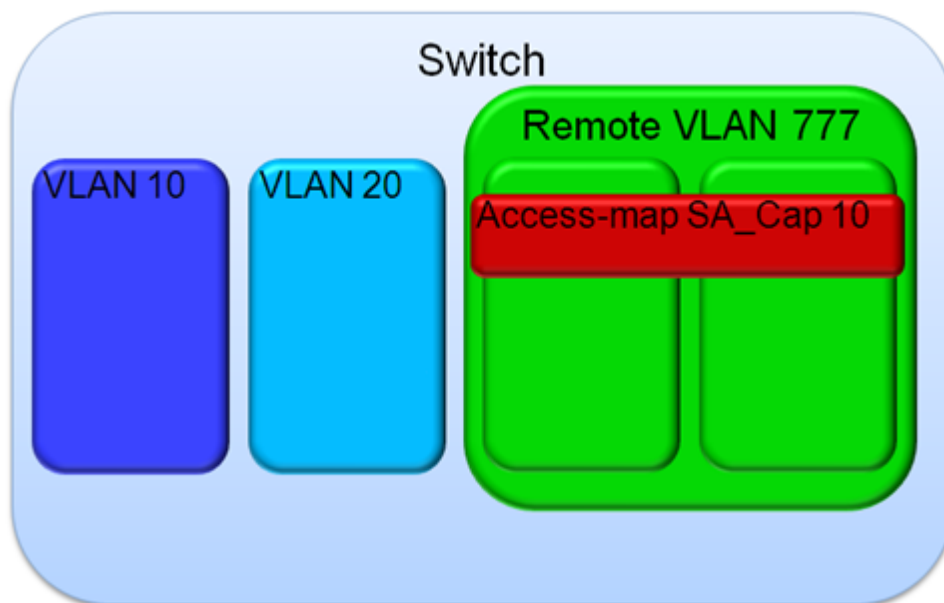 Switch
Remote VLAN 777
VLAN 10
VLAN 20
Access-map SA_Cap 10